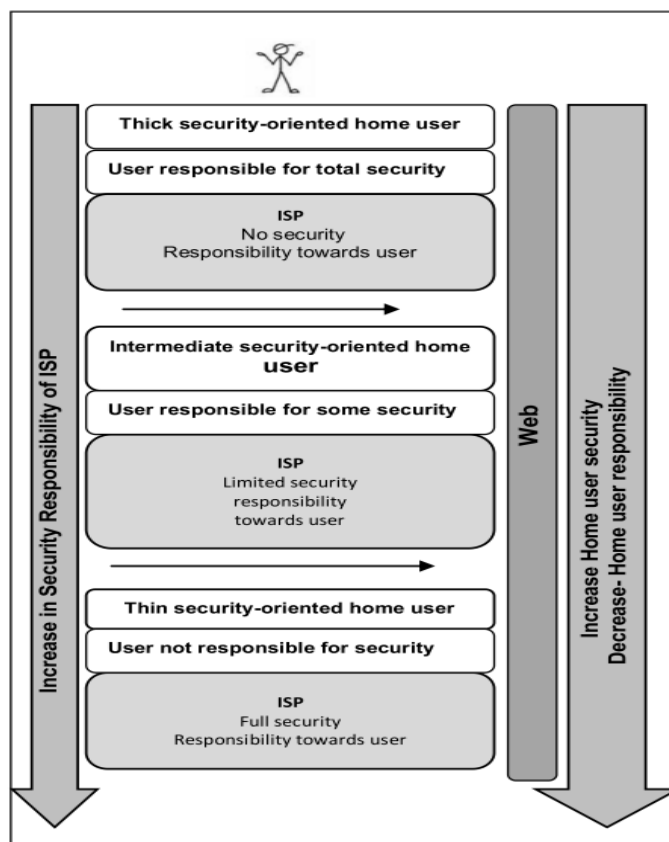 Thick security-oriented home user
User responsible for total security
ISP
No security
Responsibility towards user
Intermediate security-oriented home
user
User responsible for some security
ISP
Limited security
responsibility
towards user
Thin security-oriented home user
User not responsible for security
ISP
Full security
Responsibility towards user
Increase in Security Responsibility of ISP
Web
Increase Home user security
Decrease- Home user responsibility